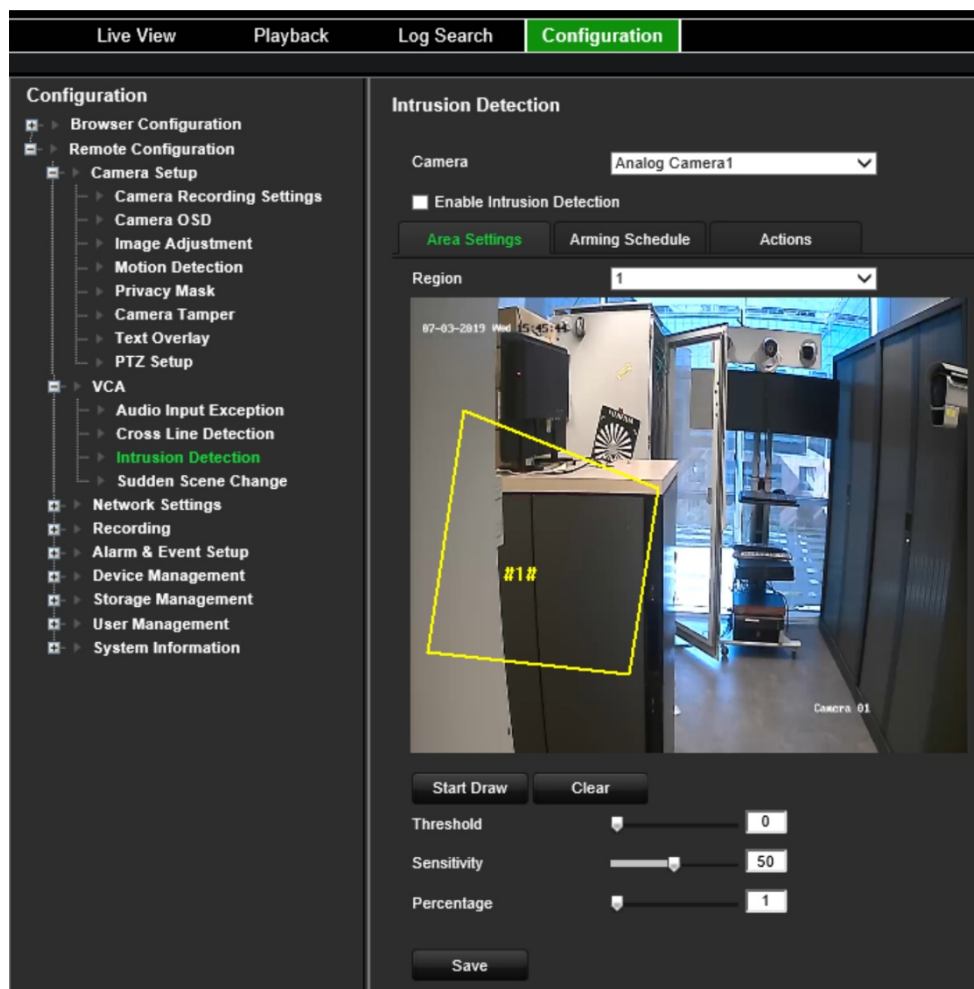 Live View Playback Log Search Configuration
Configuration
Browser Configuration
Remote Configuration
Camera Setup
Camera Recording Settings
Camera OSD
Image Adjustment
Motion Detection
Privacy Mask
Camera Tamper
Text Overlay
PTZ Setup
VCA
Audio Input Exception
Cross Line Detection
Intrusion Detection
Sudden Scene Change
Network Settings
Recording
Alarm & Event Setup
Device Management
Storage Management
User Management
System Information
Intrusion Detection
Camera Analog Camera1
Enable Intrusion Detection
Area Settings Arming Schedule Actions
Region 1
07-03-2019 Wed 15:45:44
#1#
Camera 01
Start Draw Clear
Threshold 0
Sensitivity 50
Percentage 1
Save